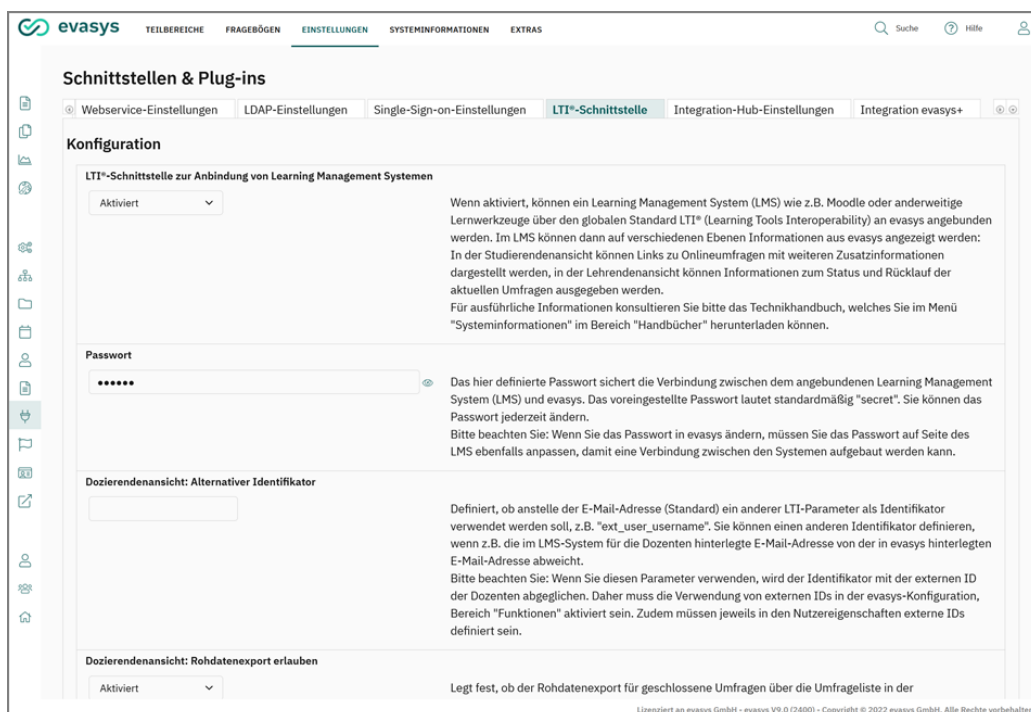 evasys TEILBEREICHE FRAGEBÖGEN EINSTELLUNGEN SYSTEMINFORMATIONEN EXTRAS Suche Hilfe
Schnittstellen & Plug-ins
Webservice-Einstellungen LDAP-Einstellungen Single-Sign-on-Einstellungen LTI®-Schnittstelle Integration-Hub-Einstellungen Integration evasys+
Konfiguration
LTI®-Schnittstelle zur Anbindung von Learning Management Systemen
Aktiviert
Wenn aktiviert, können ein Learning Management System (LMS) wie z.B. Moodle oder anderweitige
Lernwerkzeuge über den globalen Standard LTI® (Learning Tools Interoperability) an evasys angebunden
werden. Im LMS können dann auf verschiedenen Ebenen Informationen aus evasys angezeigt werden:
In der Studierendenansicht können Links zu Onlineumfragen mit weiteren Zusatzinformationen
dargestellt werden, in der Lehrendenansicht können Informationen zum Status und Rücklauf der
aktuellen Umfragen ausgegeben werden.
Für ausführliche Informationen konsultieren Sie bitte das Technikhandbuch, welches Sie im Menü
"Systeminformationen" im Bereich "Handbücher" herunterladen können.
Passwort
••••••
Das hier definierte Passwort sichert die Verbindung zwischen dem angebundenen Learning Management
System (LMS) und evasys. Das voreingestellte Passwort lautet standardmäßig "secret". Sie können das
Passwort jederzeit ändern.
Bitte beachten Sie: Wenn Sie das Passwort in evasys ändern, müssen Sie das Passwort auf Seite des
LMS ebenfalls anpassen, damit eine Verbindung zwischen den Systemen aufgebaut werden kann.
Dozierendenansicht: Alternativer Identifikator
Definiert, ob anstelle der E-Mail-Adresse (Standard) ein anderer LTI-Parameter als Identifikator
verwendet werden soll, z.B. "ext_user_username". Sie können einen anderen Identifikator definieren,
wenn z.B. die im LMS-System für die Dozenten hinterlegte E-Mail-Adresse von der in evasys hinterlegten
E-Mail-Adresse abweicht.
Bitte beachten Sie: Wenn Sie diesen Parameter verwenden, wird der Identifikator mit der externen ID
der Dozenten abgeglichen. Daher muss die Verwendung von externen IDs in der evasys-Konfiguration,
Bereich "Funktionen" aktiviert sein. Zudem müssen jeweils in den Nutzereigenschaften externe IDs
definiert sein.
Dozierendenansicht: Rohdatenexport erlauben
Aktiviert
Legt fest, ob der Rohdatenexport für geschlossene Umfragen über die Umfrageliste in der
Lizenziert an evasys GmbH - evasys V9.0 (2400) - Copyright © 2022 evasys GmbH. Alle Rechte vorbehalten